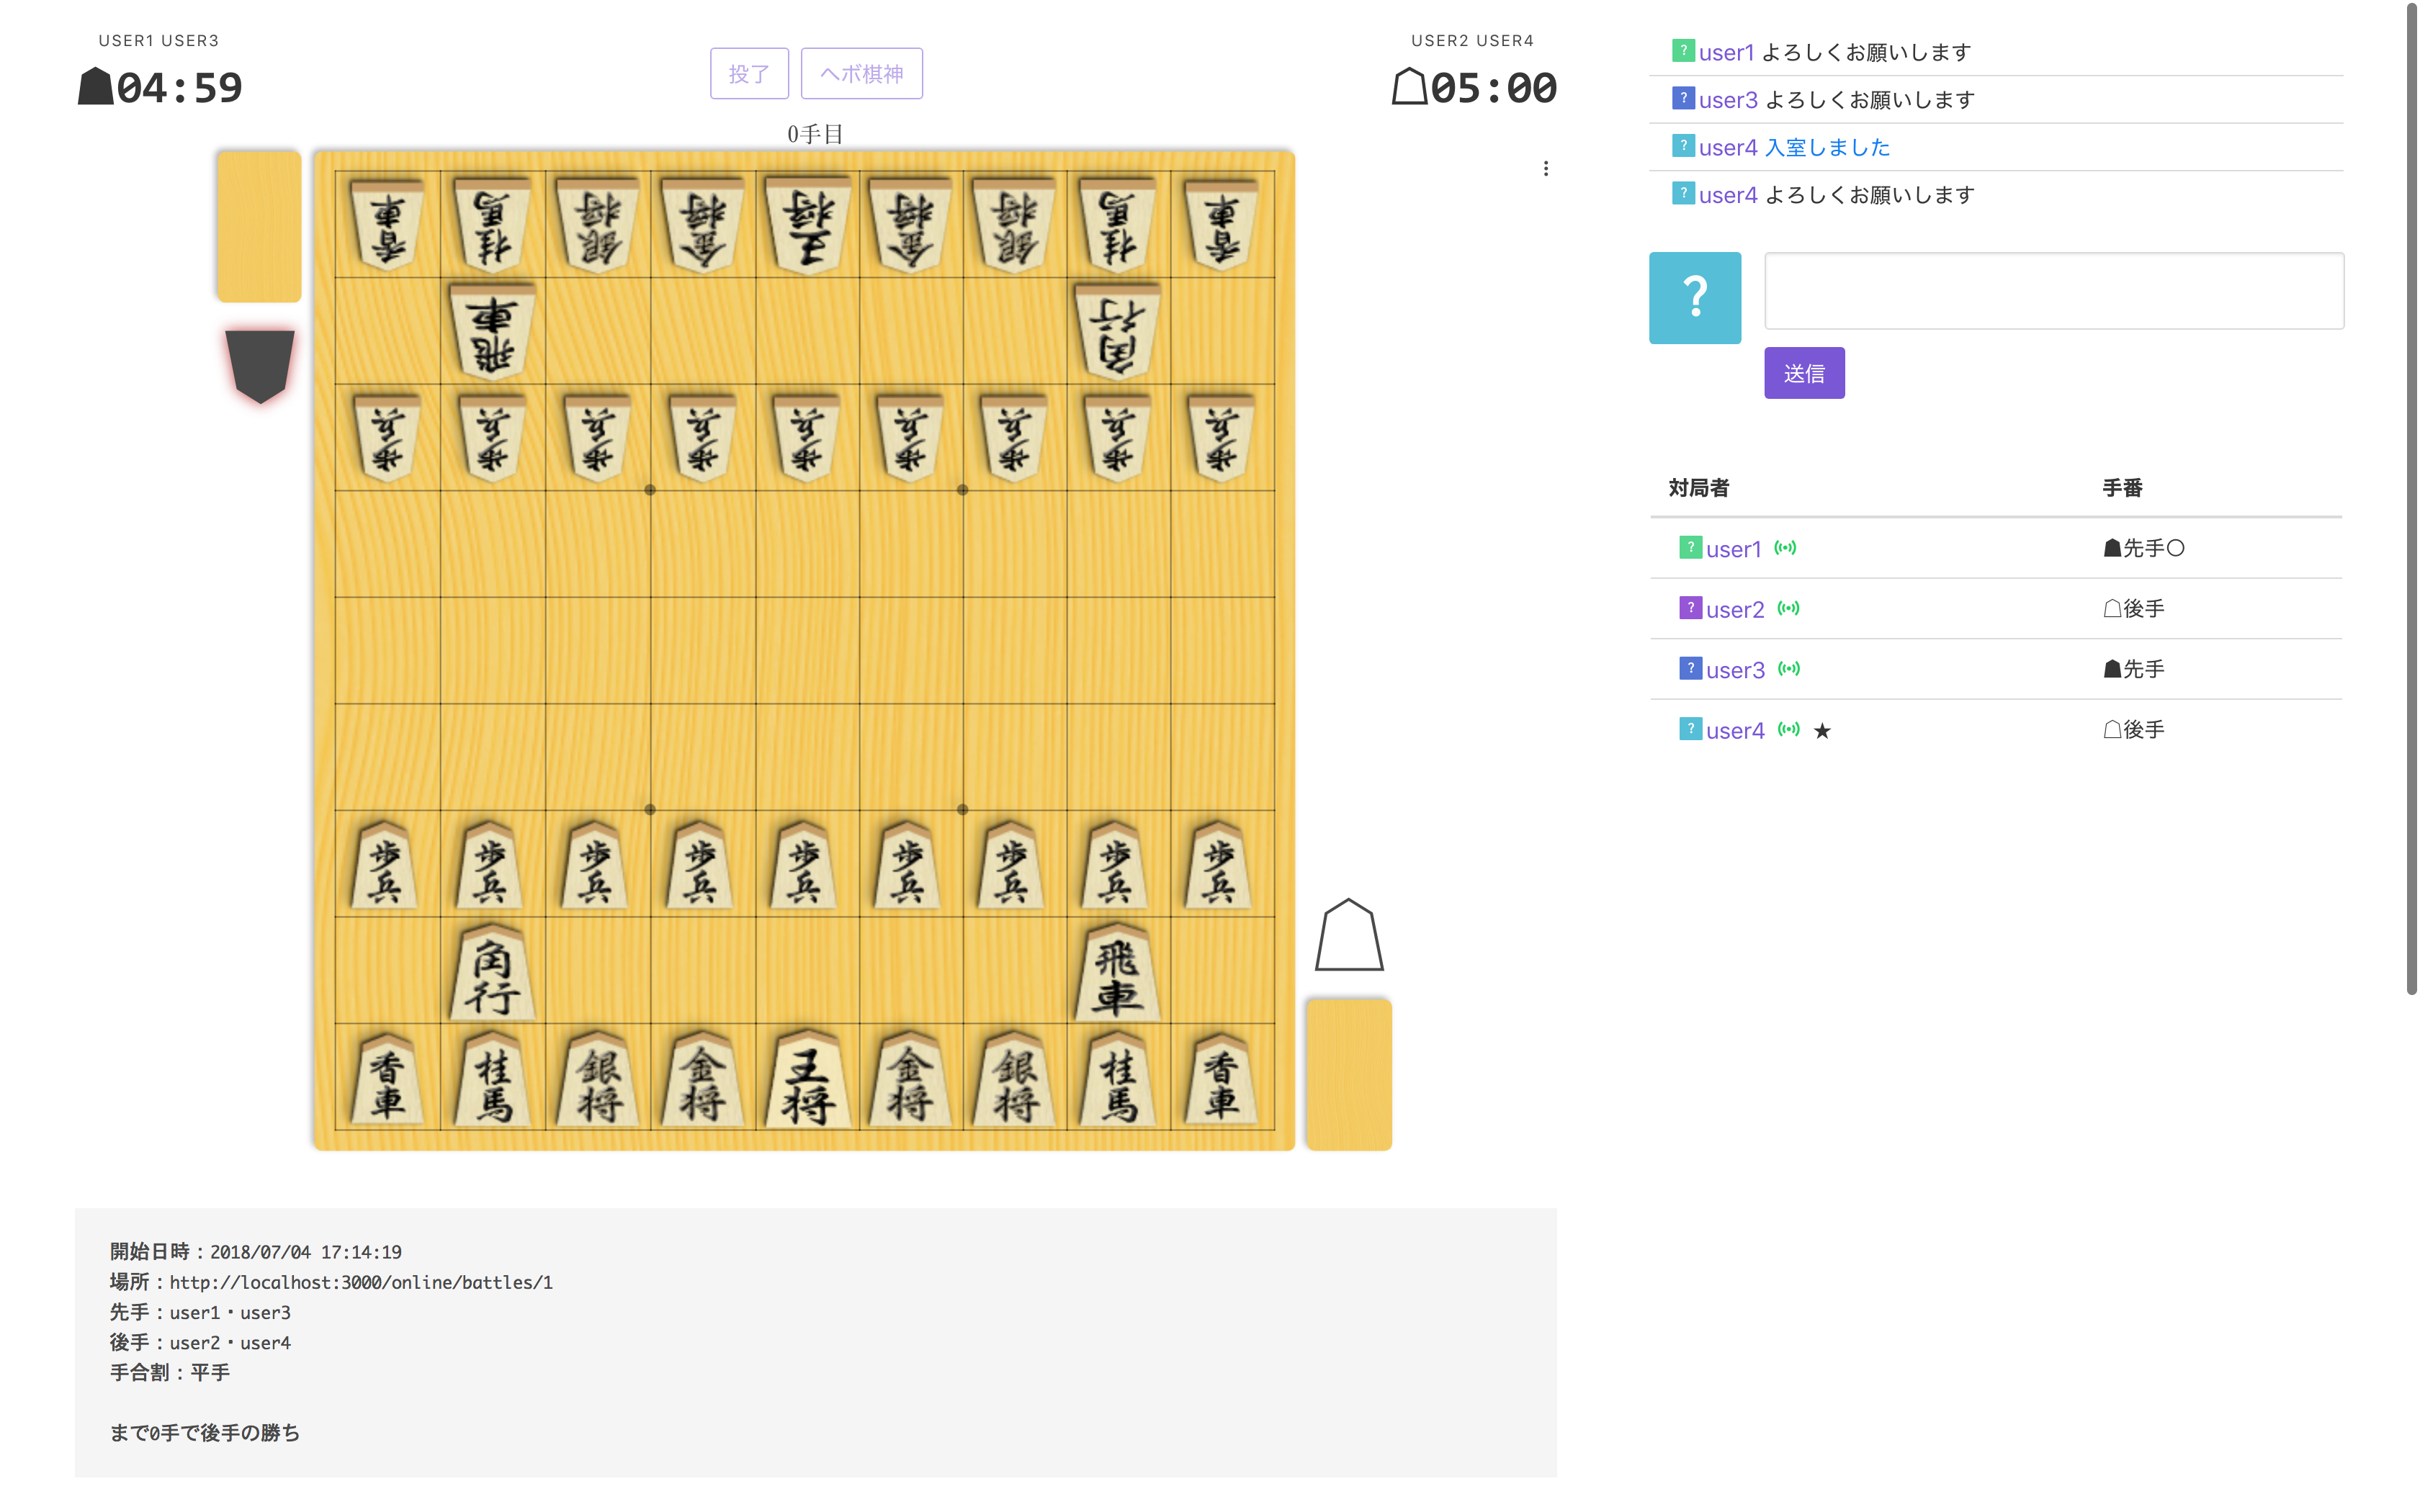 USER1 USER3
04:59
投了 ヘボ棋神
0手目
USER2 USER4
05:00
香車 桂馬 銀将 金将 王将 金将 銀将 桂馬 香車
飛車 角行
歩兵 歩兵 歩兵 歩兵 歩兵 歩兵 歩兵 歩兵 歩兵
歩兵 歩兵 歩兵 歩兵 歩兵 歩兵 歩兵 歩兵 歩兵
角行 飛車
香車 桂馬 銀将 金将 王将 金将 銀将 桂馬 香車
開始日時：2018/07/04 17:14:19
場所：http://localhost:3000/online/battles/1
先手：user1・user3
後手：user2・user4
手合割：平手
まで0手で後手の勝ち
? user1 よろしくお願いします
? user3 よろしくお願いします
? user4 入室しました
? user4 よろしくお願いします
?
送信
対局者 手番
? user1 ☗先手○
? user2 ☖後手
? user3 ☗先手
? user4 ★ ☖後手